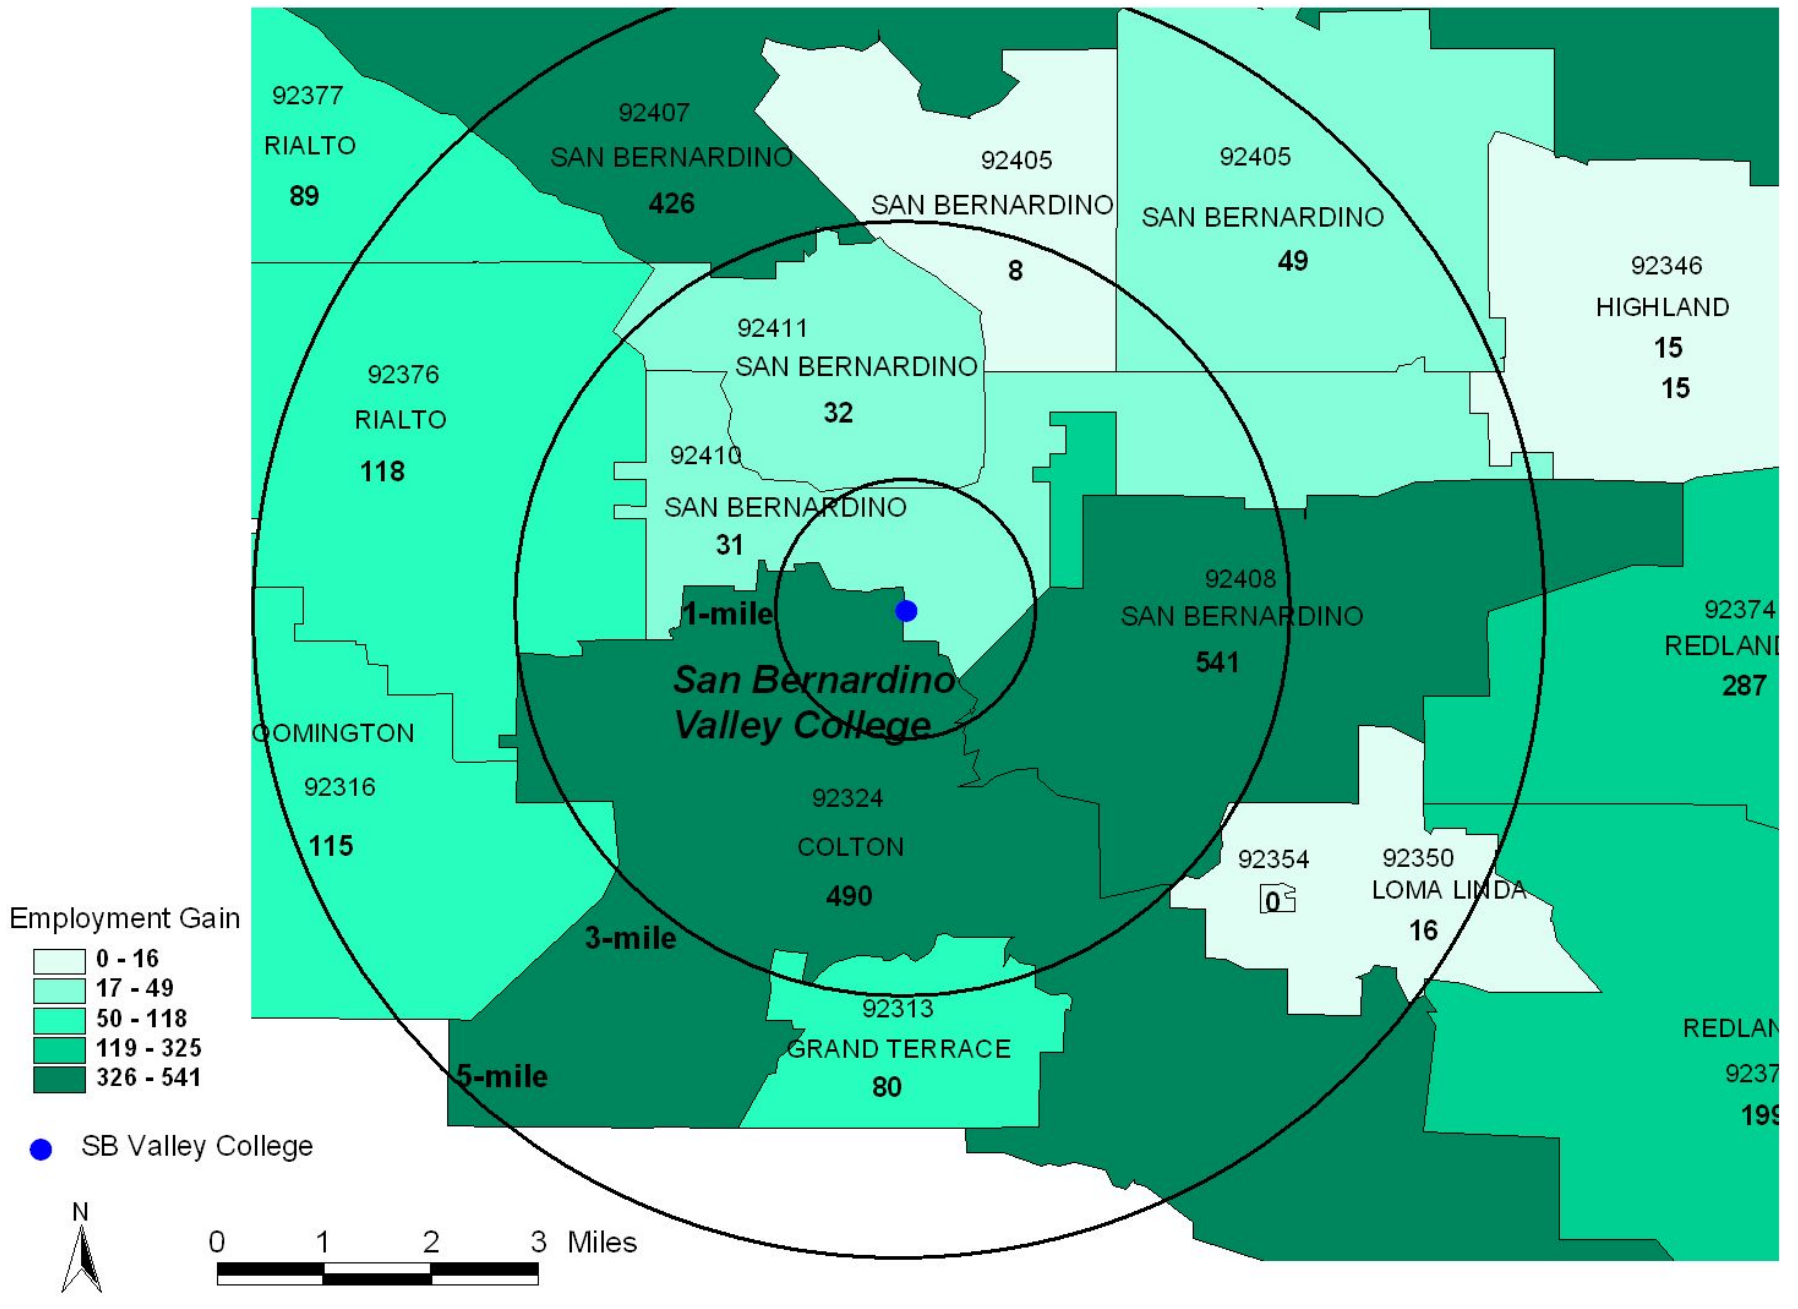 92377
RIALTO
89
92407
SAN BERNARDINO
426
92405
SAN BERNARDINO
8
92405
SAN BERNARDINO
49
92346
HIGHLAND
15
15
92376
RIALTO
118
92411
SAN BERNARDINO
32
92410
SAN BERNARDINO
31
1-mile
San Bernardino
Valley College
92408
SAN BERNARDINO
541
92374
REDLAND
287
OOMINGTON
92316
115
92324
COLTON
490
3-mile
92354
0
92350
LOMA LINDA
16
92313
GRAND TERRACE
80
5-mile
REDLAN
9237
199
Employment Gain
0 - 16
17 - 49
50 - 118
119 - 325
326 - 541
SB Valley College
N
0 1 2 3 Miles